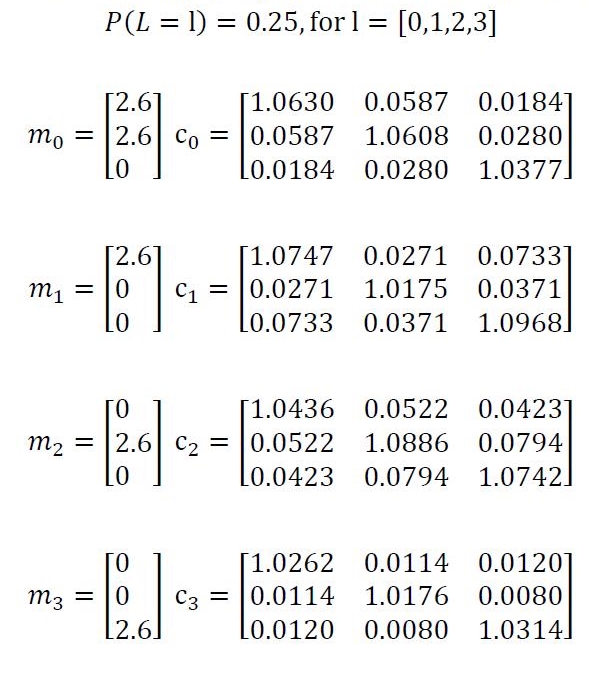 P(L = l) = 0.25, for l = [0,1,2,3]
m₀ = [2.6 2.6 0] c₀ = [1.0630 0.0587 0.0184
0.0587 1.0608 0.0280
0.0184 0.0280 1.0377]
m₁ = [2.6 0 0] c₁ = [1.0747 0.0271 0.0733
0.0271 1.0175 0.0371
0.0733 0.0371 1.0968]
m₂ = [0 2.6 0] c₂ = [1.0436 0.0522 0.0423
0.0522 1.0886 0.0794
0.0423 0.0794 1.0742]
m₃ = [0 0 2.6] c₃ = [1.0262 0.0114 0.0120
0.0114 1.0176 0.0080
0.0120 0.0080 1.0314]